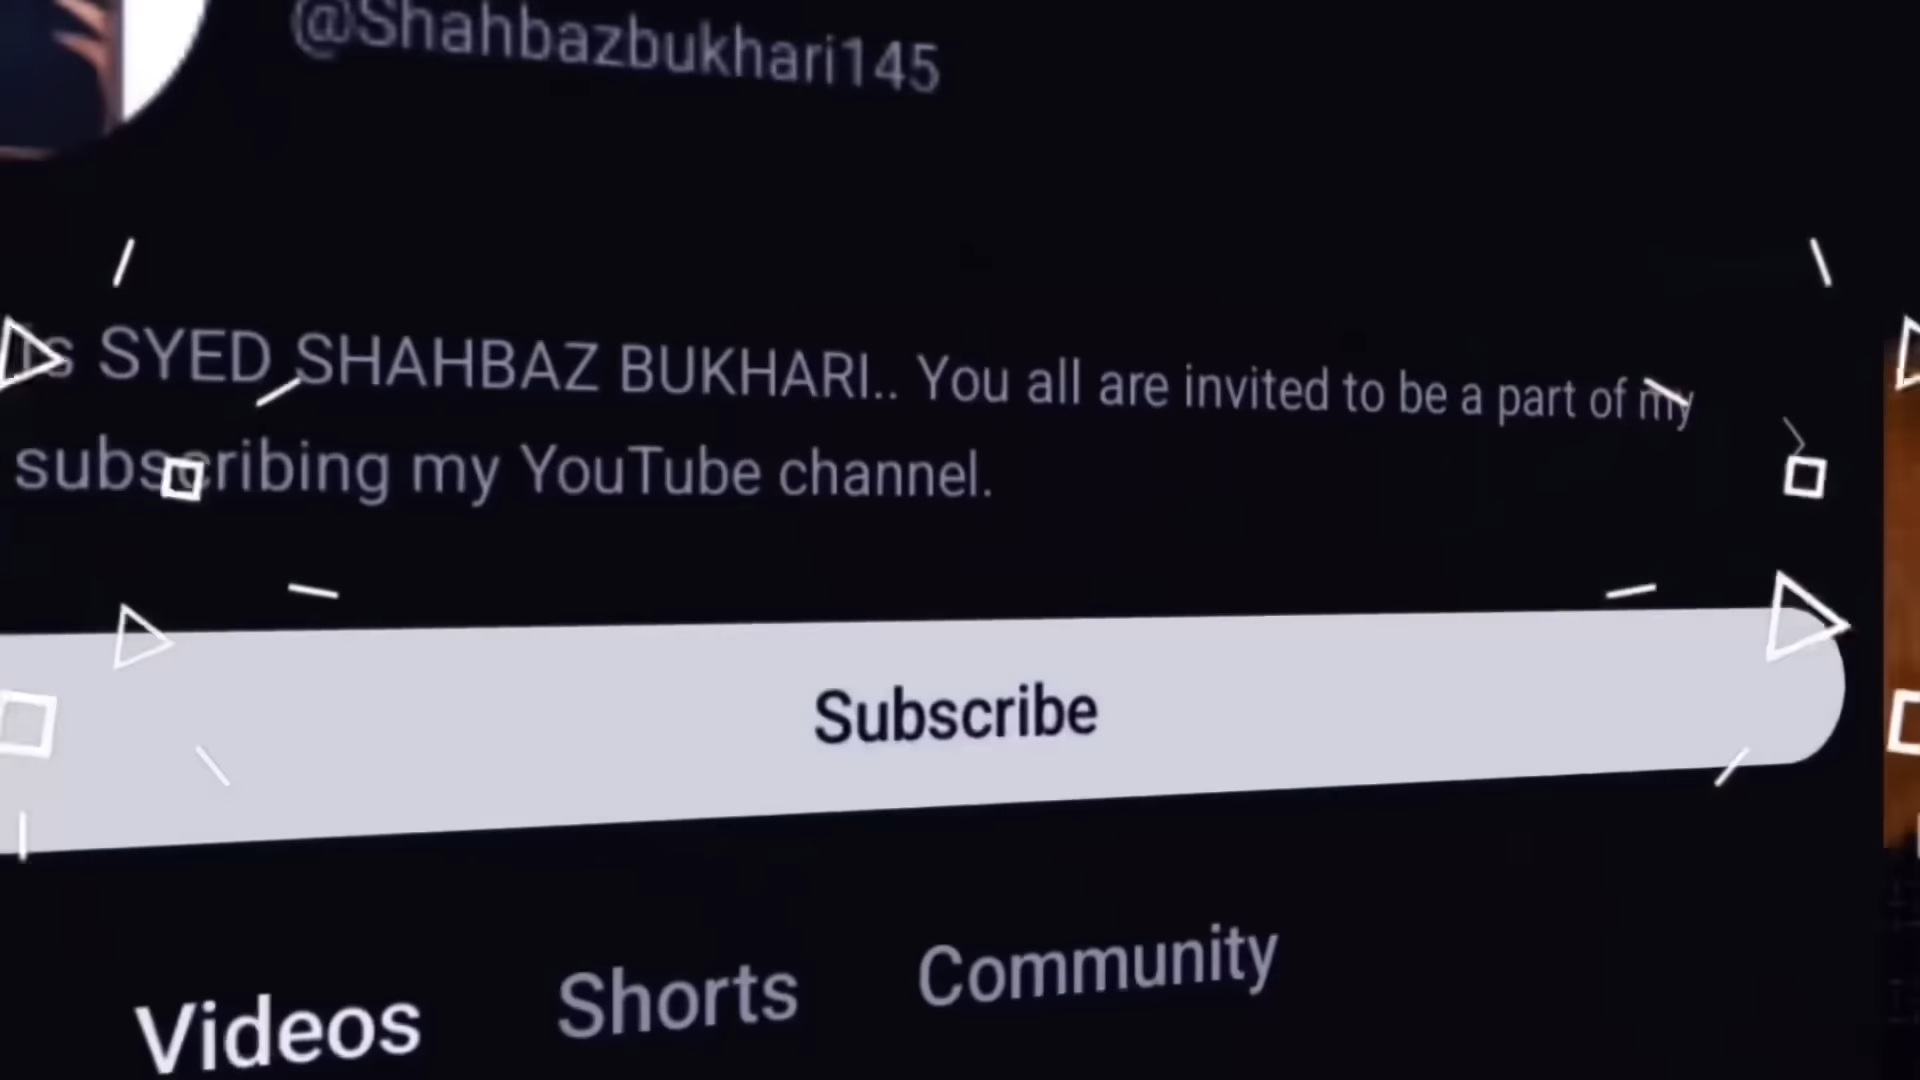 @Shahbazbukhari145
is SYED SHAHBAZ BUKHARI.. You all are invited to be a part of my
subscribing my YouTube channel.
Subscribe
Videos
Shorts
Community